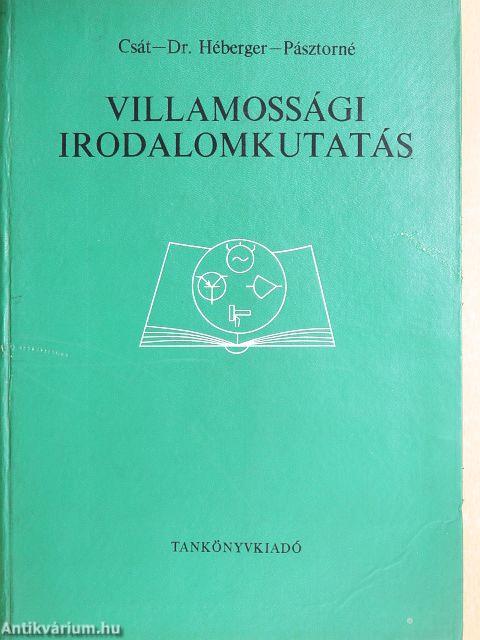 Csát—Dr. Héberger—Pásztorné
VILLAMOSSÁGI
IRODALOMKUTATÁS
TANKÖNYVKIADÓ
Antikvárium.hu